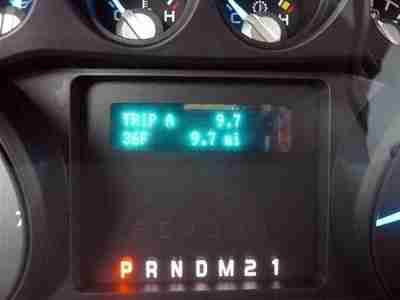 C H
C H
TRIP A 9.7
36F 9.7 mi
P R N D M 2 1